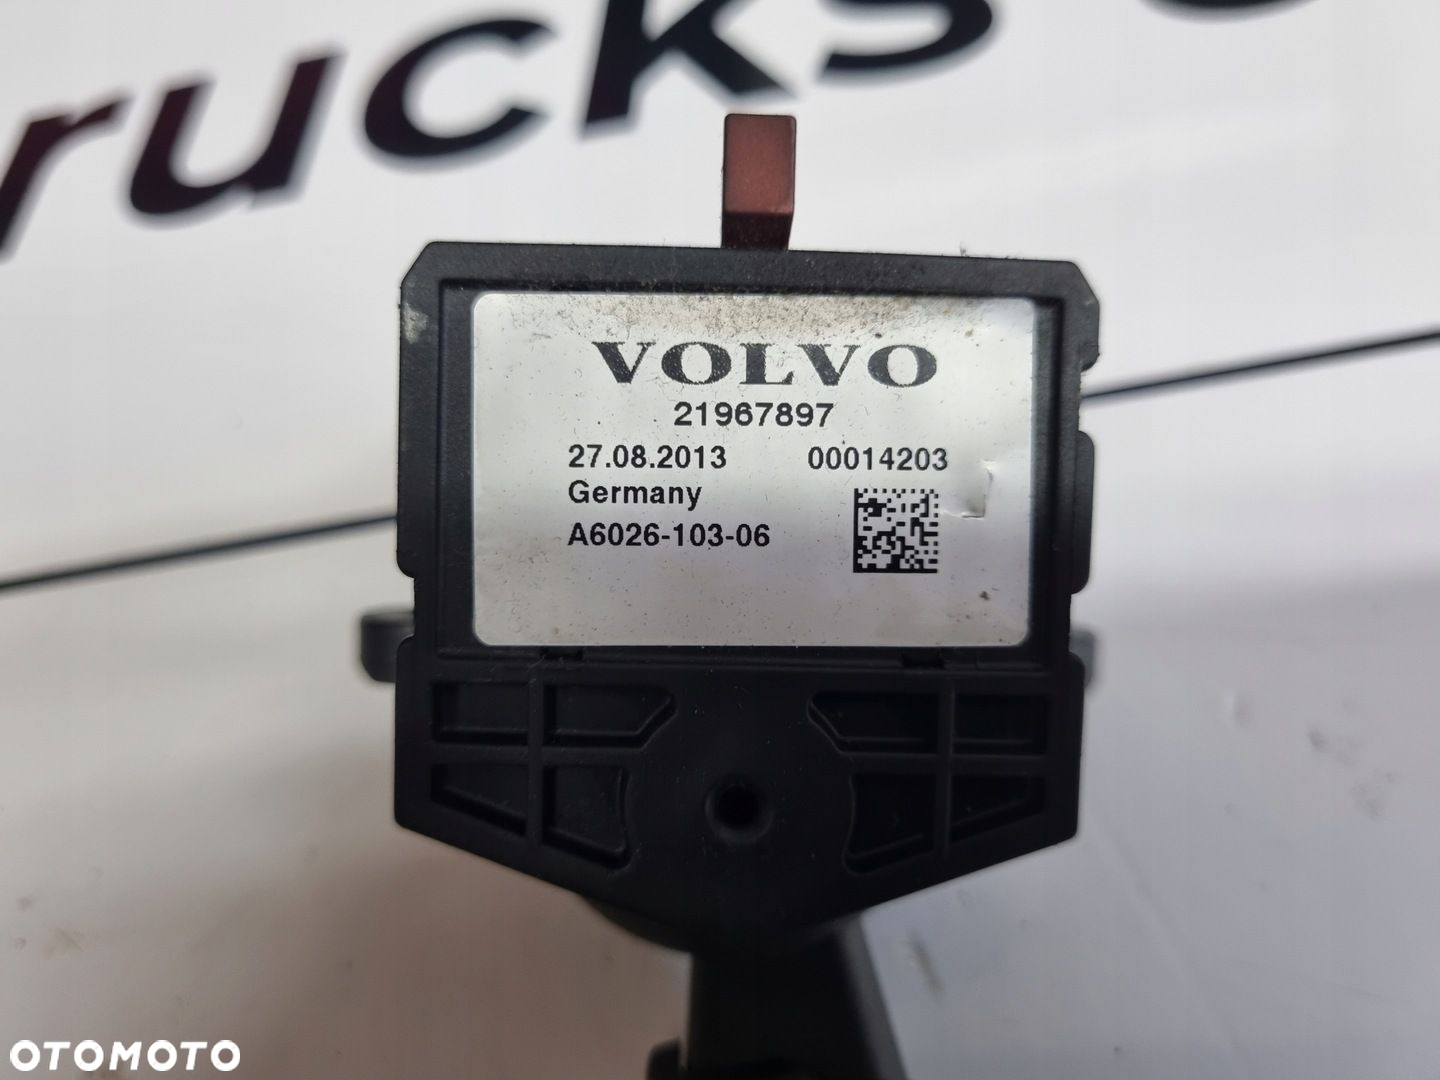 rucks
VOLVO
21967897
27.08.2013 00014203
Germany
A6026-103-06
OTOMOTO